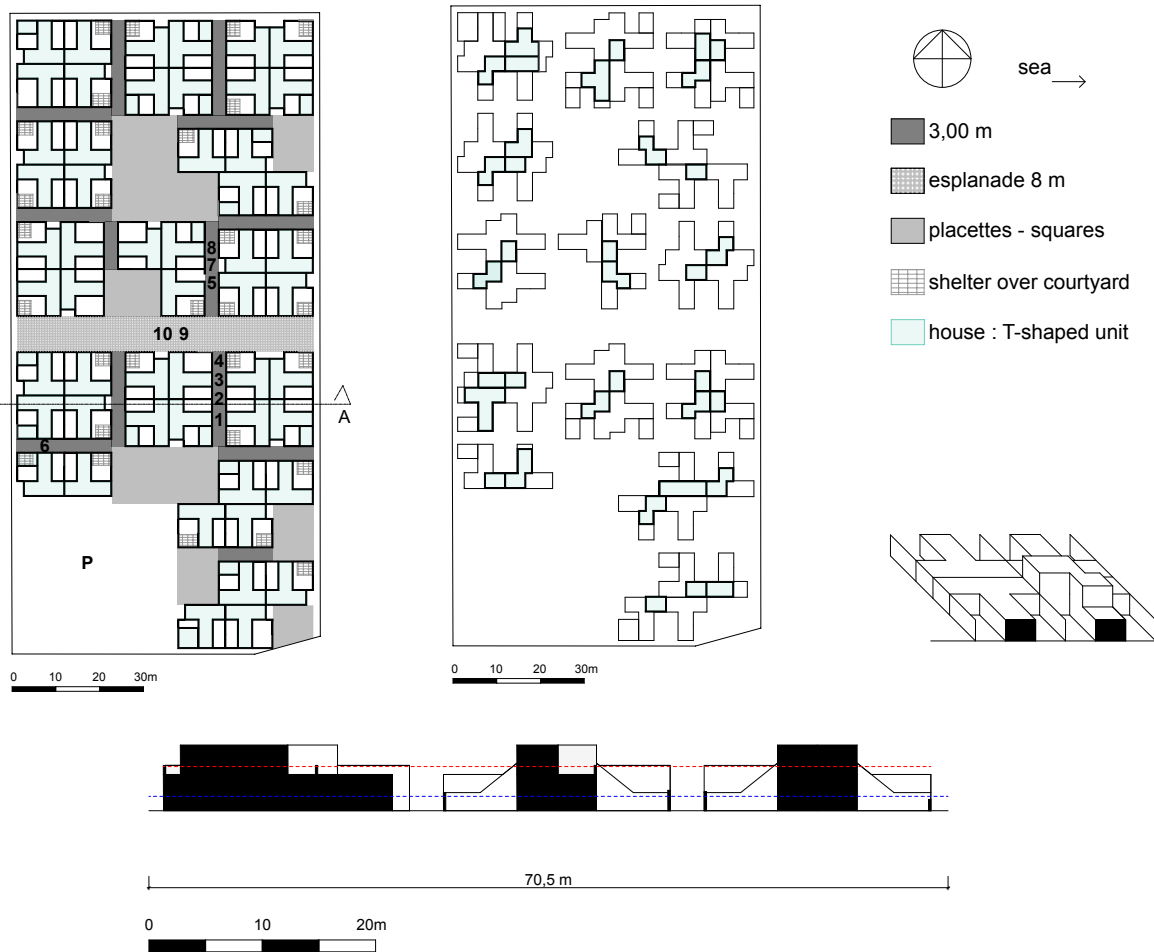 8
7
5
10 9
4
3
2
1
A
6
P
0 10 20 30m
0 10 20 30m
sea
3,00 m
esplanade 8 m
placettes - squares
shelter over courtyard
house : T-shaped unit
70,5 m
0 10 20m